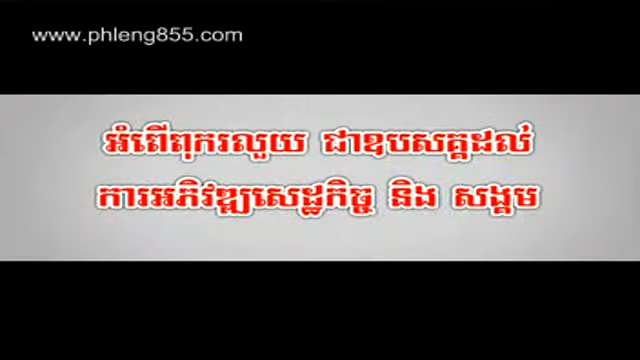 www.phleng855.com
អំពើពុករលួយ ជាឧបសគ្គដល់
ការអភិវឌ្ឍសេដ្ឋកិច្ច និង សង្គម